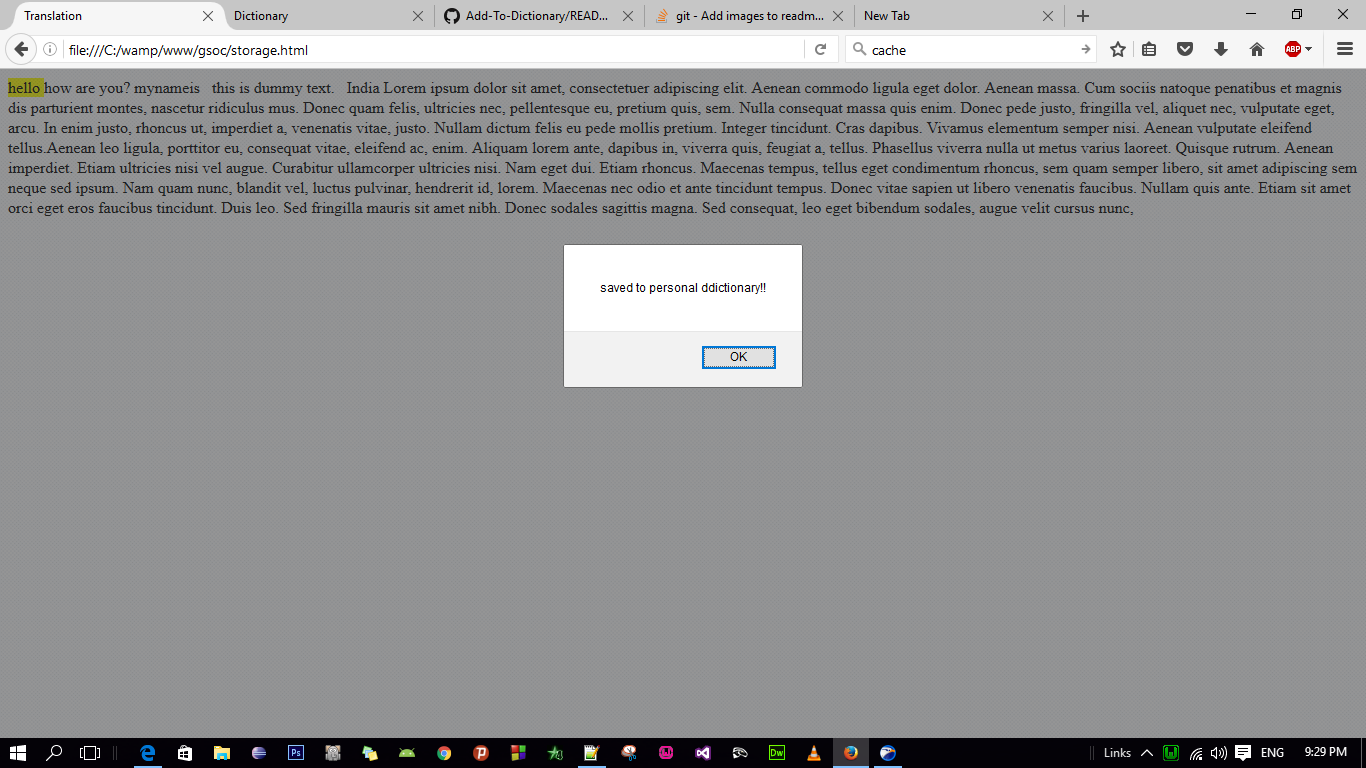 Translation
Dictionary
Add-To-Dictionary/READ...
git - Add images to readm...
New Tab
file:///C:/wamp/www/gsoc/storage.html
cache
ABP
hello how are you? mynameis   this is dummy text.   India Lorem ipsum dolor sit amet, consectetuer adipiscing elit. Aenean commodo ligula eget dolor. Aenean massa. Cum sociis natoque penatibus et magnis
dis parturient montes, nascetur ridiculus mus. Donec quam felis, ultricies nec, pellentesque eu, pretium quis, sem. Nulla consequat massa quis enim. Donec pede justo, fringilla vel, aliquet nec, vulputate eget,
arcu. In enim justo, rhoncus ut, imperdiet a, venenatis vitae, justo. Nullam dictum felis eu pede mollis pretium. Integer tincidunt. Cras dapibus. Vivamus elementum semper nisi. Aenean vulputate eleifend
tellus.Aenean leo ligula, porttitor eu, consequat vitae, eleifend ac, enim. Aliquam lorem ante, dapibus in, viverra quis, feugiat a, tellus. Phasellus viverra nulla ut metus varius laoreet. Quisque rutrum. Aenean
imperdiet. Etiam ultricies nisi vel augue. Curabitur ullamcorper ultricies nisi. Nam eget dui. Etiam rhoncus. Maecenas tempus, tellus eget condimentum rhoncus, sem quam semper libero, sit amet adipiscing sem
neque sed ipsum. Nam quam nunc, blandit vel, luctus pulvinar, hendrerit id, lorem. Maecenas nec odio et ante tincidunt tempus. Donec vitae sapien ut libero venenatis faucibus. Nullam quis ante. Etiam sit amet
orci eget eros faucibus tincidunt. Duis leo. Sed fringilla mauris sit amet nibh. Donec sodales sagittis magna. Sed consequat, leo eget bibendum sodales, augue velit cursus nunc,
saved to personal ddictionary!!
OK
Ps
Dw
Links
ENG
9:29 PM